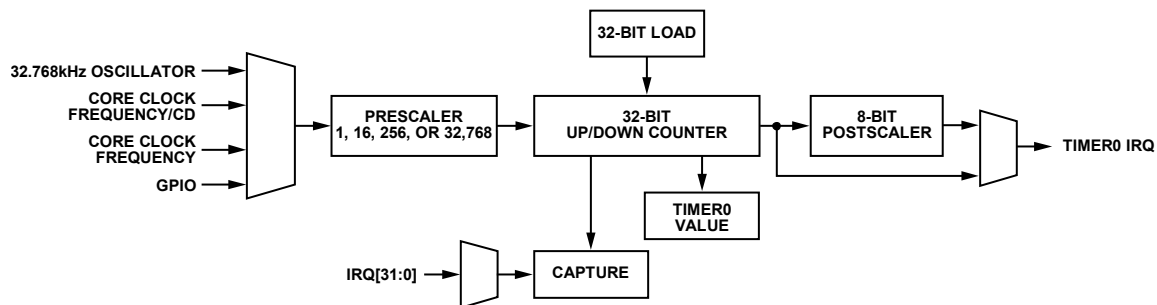 32-BIT LOAD
32.768kHz OSCILLATOR
CORE CLOCK
FREQUENCY/CD
CORE CLOCK
FREQUENCY
GPIO
PRESCALER
1, 16, 256, OR 32,768
32-BIT
UP/DOWN COUNTER
8-BIT
POSTSCALER
TIMER0 IRQ
TIMER0
VALUE
IRQ[31:0]
CAPTURE